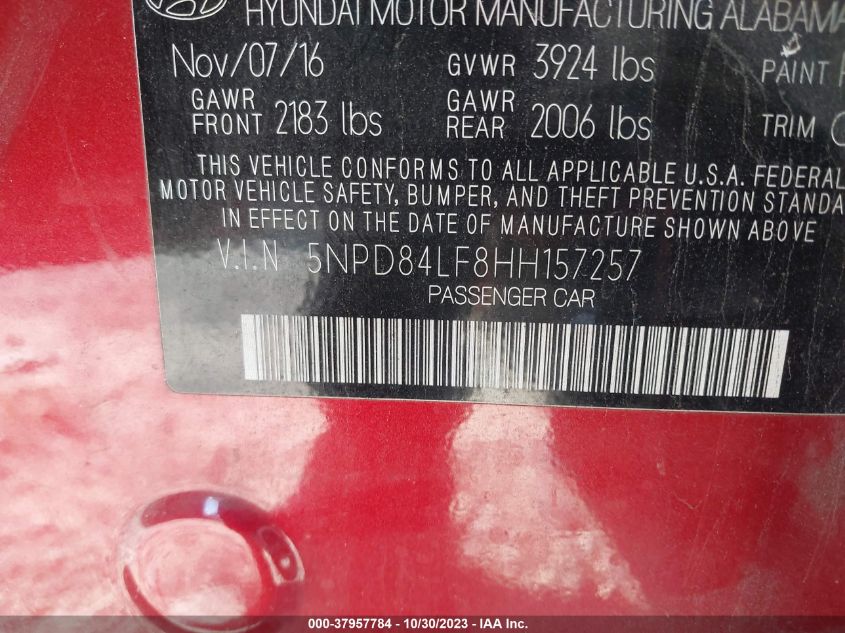 HYUNDAI MOTOR MANUFACTURING ALABAMA
Nov/07/16 GVWR 3924 lbs PAINT
GAWR FRONT 2183 lbs GAWR REAR 2006 lbs TRIM
THIS VEHICLE CONFORMS TO ALL APPLICABLE U.S.A. FEDERAL
MOTOR VEHICLE SAFETY, BUMPER, AND THEFT PREVENTION STANDA
IN EFFECT ON THE DATE OF MANUFACTURE SHOWN ABOVE
V.I.N 5NPD84LF8HH157257
PASSENGER CAR
000-37957784 - 10/30/2023 - © IAA Inc.